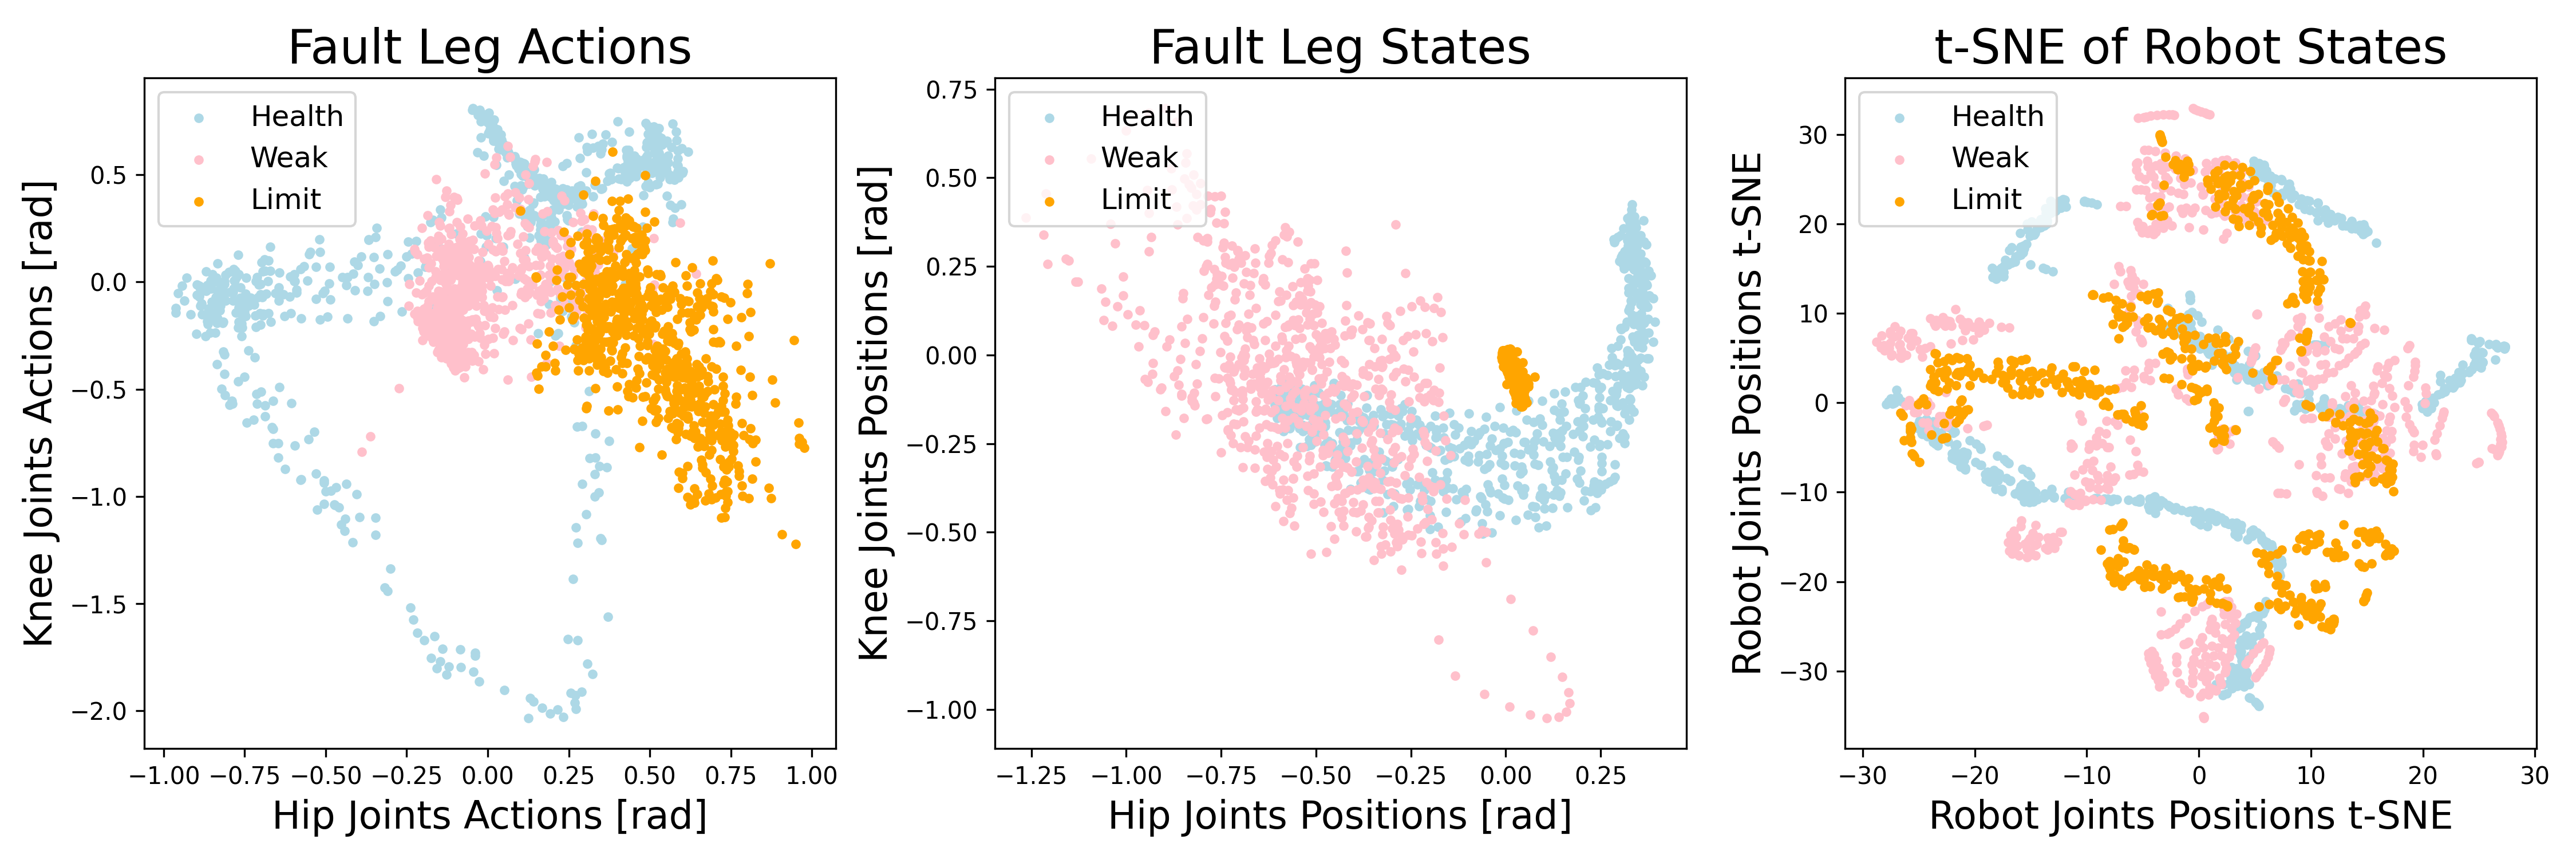 Fault Leg Actions
Health
Weak
Limit
Knee Joints Actions [rad]
0.5
0.0
−0.5
−1.0
−1.5
−2.0
−1.00 −0.75 −0.50 −0.25 0.00 0.25 0.50 0.75 1.00
Hip Joints Actions [rad]
Fault Leg States
Health
Weak
Limit
Knee Joints Positions [rad]
0.75
0.50
0.25
0.00
−0.25
−0.50
−0.75
−1.00
−1.25 −1.00 −0.75 −0.50 −0.25 0.00 0.25
Hip Joints Positions [rad]
t-SNE of Robot States
Health
Weak
Limit
Robot Joints Positions t-SNE
30
20
10
0
−10
−20
−30
−30 −20 −10 0 10 20 30
Robot Joints Positions t-SNE